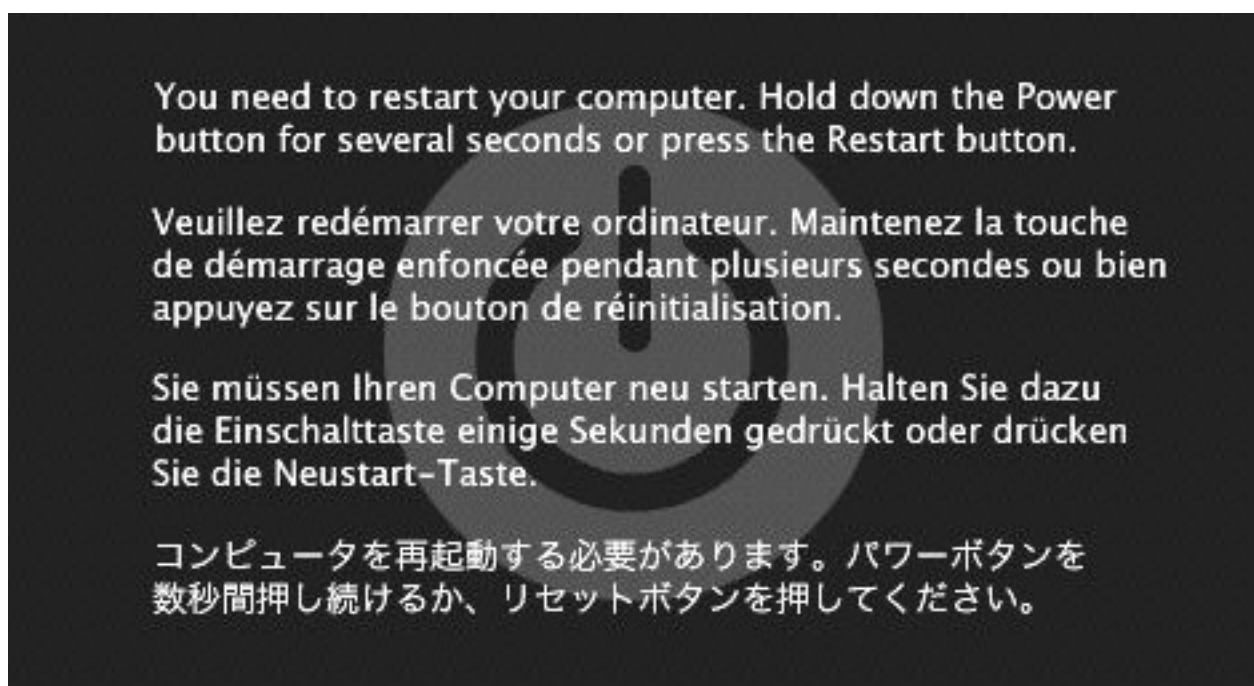 You need to restart your computer. Hold down the Power
button for several seconds or press the Restart button.
Veuillez redémarrer votre ordinateur. Maintenez la touche
de démarrage enfoncée pendant plusieurs secondes ou bien
appuyez sur le bouton de réinitialisation.
Sie müssen Ihren Computer neu starten. Halten Sie dazu
die Einschalttaste einige Sekunden gedrückt oder drücken
Sie die Neustart-Taste.
コンピュータを再起動する必要があります。パワーボタンを
数秒間押し続けるか、リセットボタンを押してください。